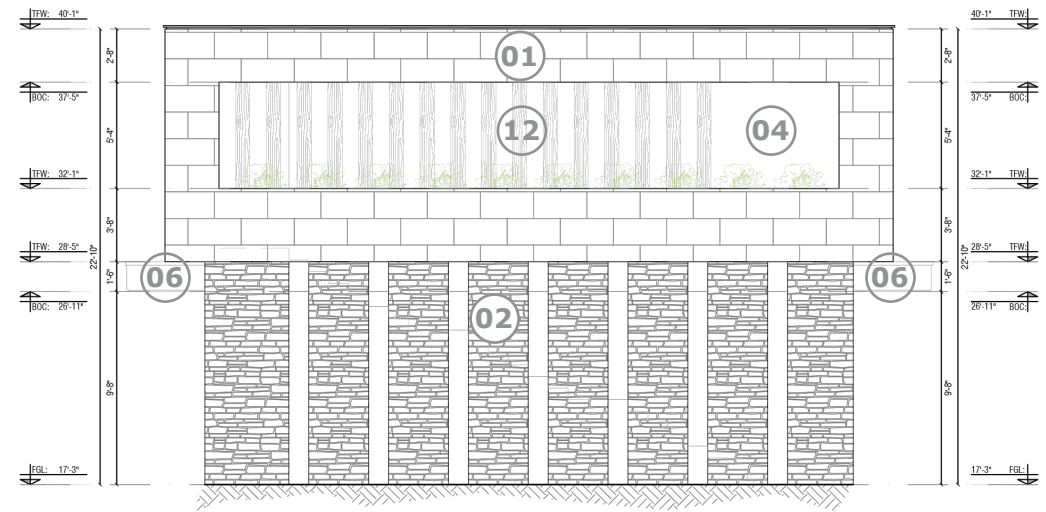 TFW: 40'-1"
40'-1" TFW:
01
2'-8"
2'-8"
BOC: 37'-5"
37'-5" BOC:
12
04
5'-4"
5'-4"
TFW: 32'-1"
32'-1" TFW:
3'-8"
3'-8"
TFW: 28'-5"
28'-5" TFW:
22'-10"
22'-10"
06
06
1'-6"
1'-6"
BOC: 26'-11"
26'-11" BOC:
02
9'-8"
9'-8"
FGL: 17'-3"
17'-3" FGL: